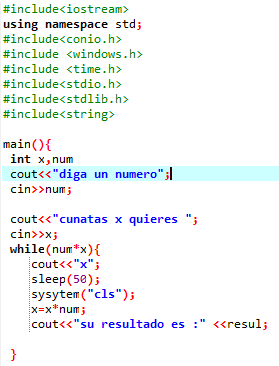 #include<iostream>
using namespace std;
#include<conio.h>
#include <windows.h>
#include <time.h>
#include<stdio.h>
#include<stdlib.h>
#include<string>
main(){
int x,num
cout<<"diga un numero";
cin>>num;
cout<<"cunatas x quieres ";
cin>>x;
while(num*x){
cout<<"x";
sleep(50);
sysytem("cls");
x=x*num;
cout<<"su resultado es :" <<resul;
}